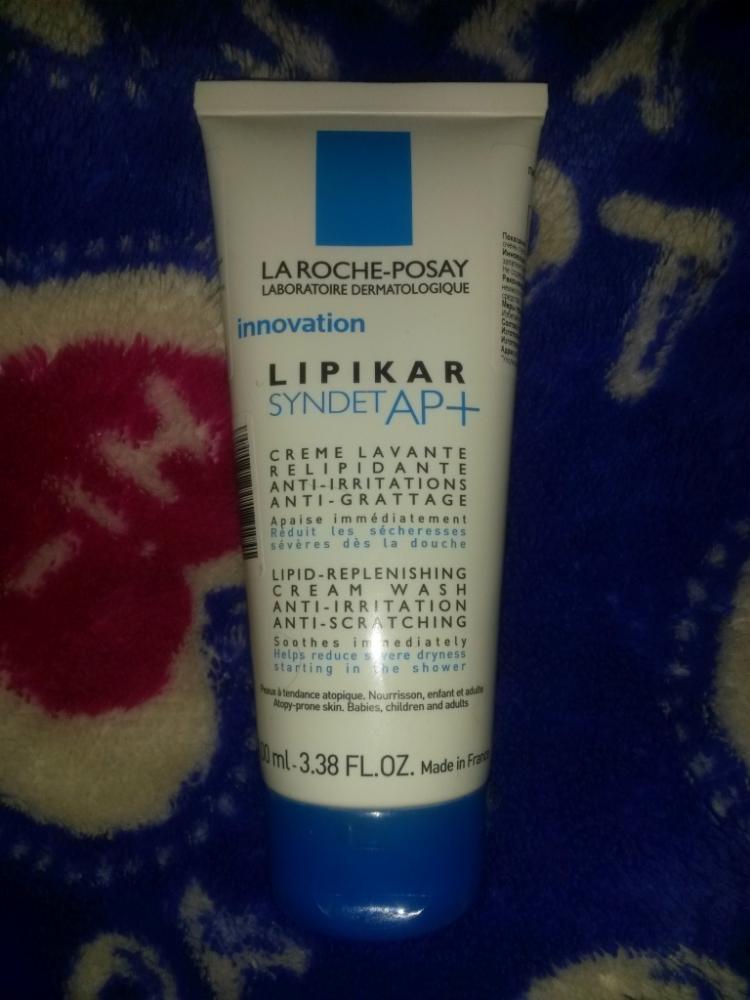 LA ROCHE-POSAY
LABORATOIRE DERMATOLOGIQUE
innovation
LIPIKAR
SYNDET AP+
CREME LAVANTE
RELIPIDANTE
ANTI-IRRITATIONS
ANTI-GRATTAGE
Apaise immédiatement
Réduit les sécheresses
sévères dès la douche
LIPID-REPLENISHING
CREAM WASH
ANTI-IRRITATION
ANTI-SCRATCHING
Soothes immediately
Helps reduce severe dryness
starting in the shower
Peaux à tendance atopique. Nourrisson, enfant et adulte
Atopy-prone skin. Babies, children and adults
ml - 3.38 FL.OZ. Made in France